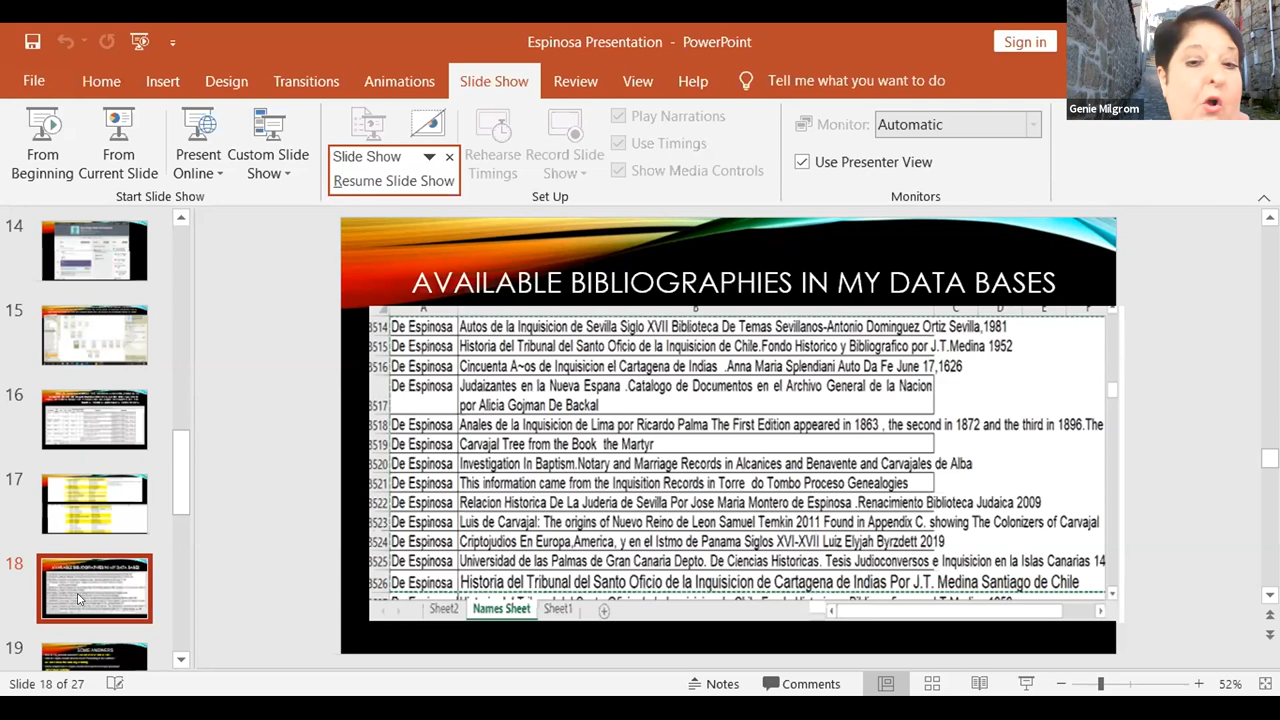 Espinosa Presentation - PowerPoint
Sign in
Genie Milgrom
File Home Insert Design Transitions Animations Slide Show Review View Help Tell me what you want to do
From Beginning
From Current Slide
Present Online
Custom Slide Show
Start Slide Show
Slide Show
Resume Slide Show
Rehearse Timings
Record Slide Show
Play Narrations
Use Timings
Show Media Controls
Set Up
Monitor: Automatic
Use Presenter View
Monitors
14
15
16
17
18
19
AVAILABLE BIBLIOGRAPHIES IN MY DATA BASES
3514 De Espinosa Autos de la Inquisicion de Sevilla Siglo XVII Biblioteca De Temas Sevillanos-Antonio Dominguez Ortiz Sevilla,1981
3515 De Espinosa Historia del Tribunal del Santo Oficio de la Inquisicion de Chile.Fondo Historico y Bibliografico por J.T.Medina 1952
3516 De Espinosa Cincuenta A~os de Inquisicion el Cartagena de Indias .Anna Maria Splendiani Auto Da Fe June 17,1626
De Espinosa Judaizantes en la Nueva Espana .Catalogo de Documentos en el Archivo General de la Nacion
3517 por Alicia Gojman De Backal
3518 De Espinosa Anales de la Inquisicion de Lima por Ricardo Palma The First Edition appeared in 1863 , the second in 1872 and the third in 1896.The
3519 De Espinosa Carvajal Tree from the Book the Martyr
3520 De Espinosa Investigation In Baptism.Notary and Marriage Records in Alcanices and Benavente and Carvajales de Alba
3521 De Espinosa This information came from the Inquisition Records in Torre do Tombo Proceso Genealogies
3522 De Espinosa Relacion Historica De La Juderia de Sevilla Por Jose Maria Montero de Espinosa .Renacimiento Biblioteca Judaica 2009
3523 De Espinosa Luis de Carvajal: The origins of Nuevo Reino de Leon Samuel Temkin 2011 Found in Appendix C. showing The Colonizers of Carvajal
3524 De Espinosa Criptojudios En Europa,America, y en el Istmo de Panama Siglos XVI-XVII Luiz Elyjah Byrzdett 2019
3525 De Espinosa Universidad de las Palmas de Gran Canaria Depto. De Ciencias Historicas. Tesis Judioconversos e Inquisicion en la Islas Canarias 14
3526 De Espinosa Historia del Tribunal del Santo Oficio de la Inquisicion de Cartagena de Indias Por J.T. Medina Santiago de Chile
Sheet2 Names Sheet Sheet1
Slide 18 of 27
Notes Comments 52%